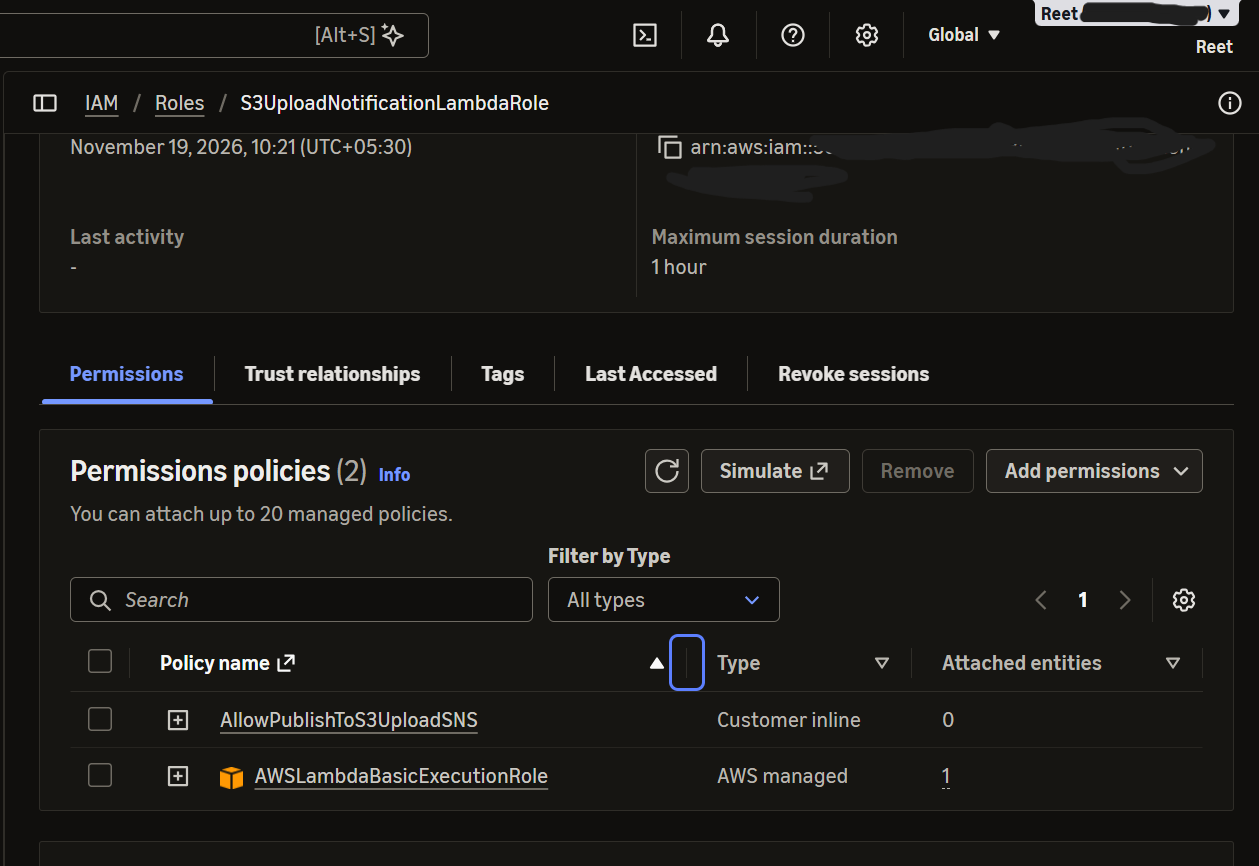 [Alt+S]
Global
Reet )
Reet
IAM / Roles / S3UploadNotificationLambdaRole
November 19, 2026, 10:21 (UTC+05:30)
arn:aws:iam::
Last activity
-
Maximum session duration
1 hour
Permissions
Trust relationships
Tags
Last Accessed
Revoke sessions
Permissions policies (2) Info
Simulate
Remove
Add permissions
You can attach up to 20 managed policies.
Filter by Type
Search
All types
1
Policy name
Type
Attached entities
AllowPublishToS3UploadSNS
Customer inline
0
AWSLambdaBasicExecutionRole
AWS managed
1